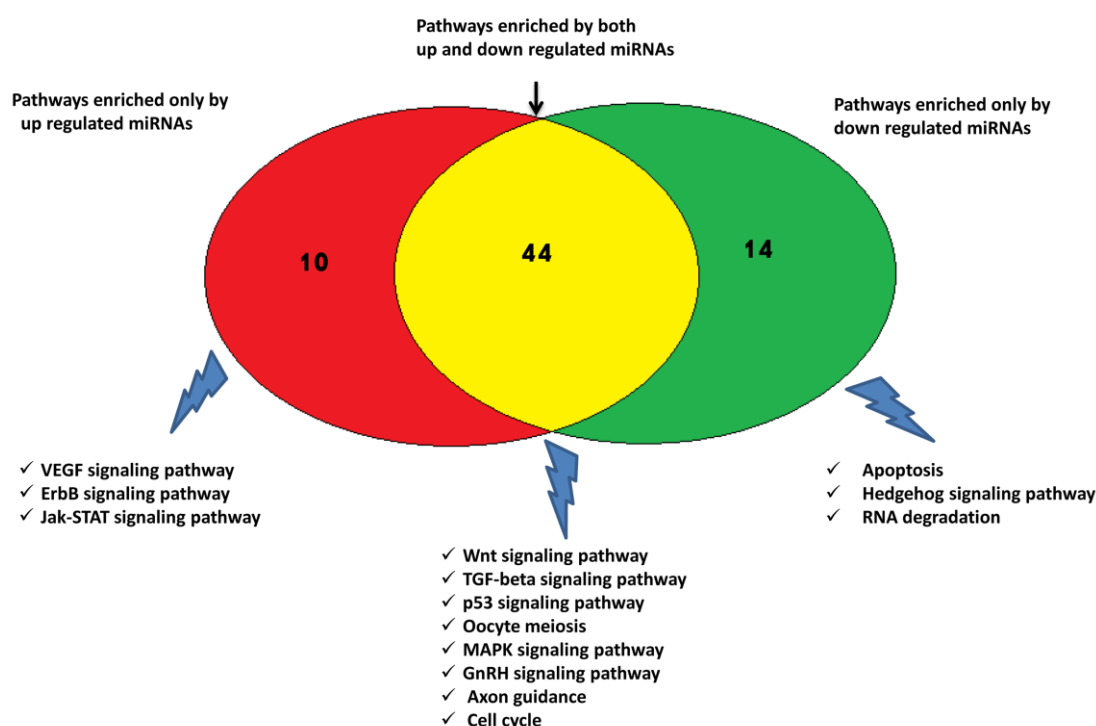 Pathways enriched by both
up and down regulated miRNAs
Pathways enriched only by
up regulated miRNAs
Pathways enriched only by
down regulated miRNAs
10
44
14
✓ VEGF signaling pathway
✓ ErbB signaling pathway
✓ Jak-STAT signaling pathway
✓ Apoptosis
✓ Hedgehog signaling pathway
✓ RNA degradation
✓ Wnt signaling pathway
✓ TGF-beta signaling pathway
✓ p53 signaling pathway
✓ Oocyte meiosis
✓ MAPK signaling pathway
✓ GnRH signaling pathway
✓ Axon guidance
✓ Cell cycle